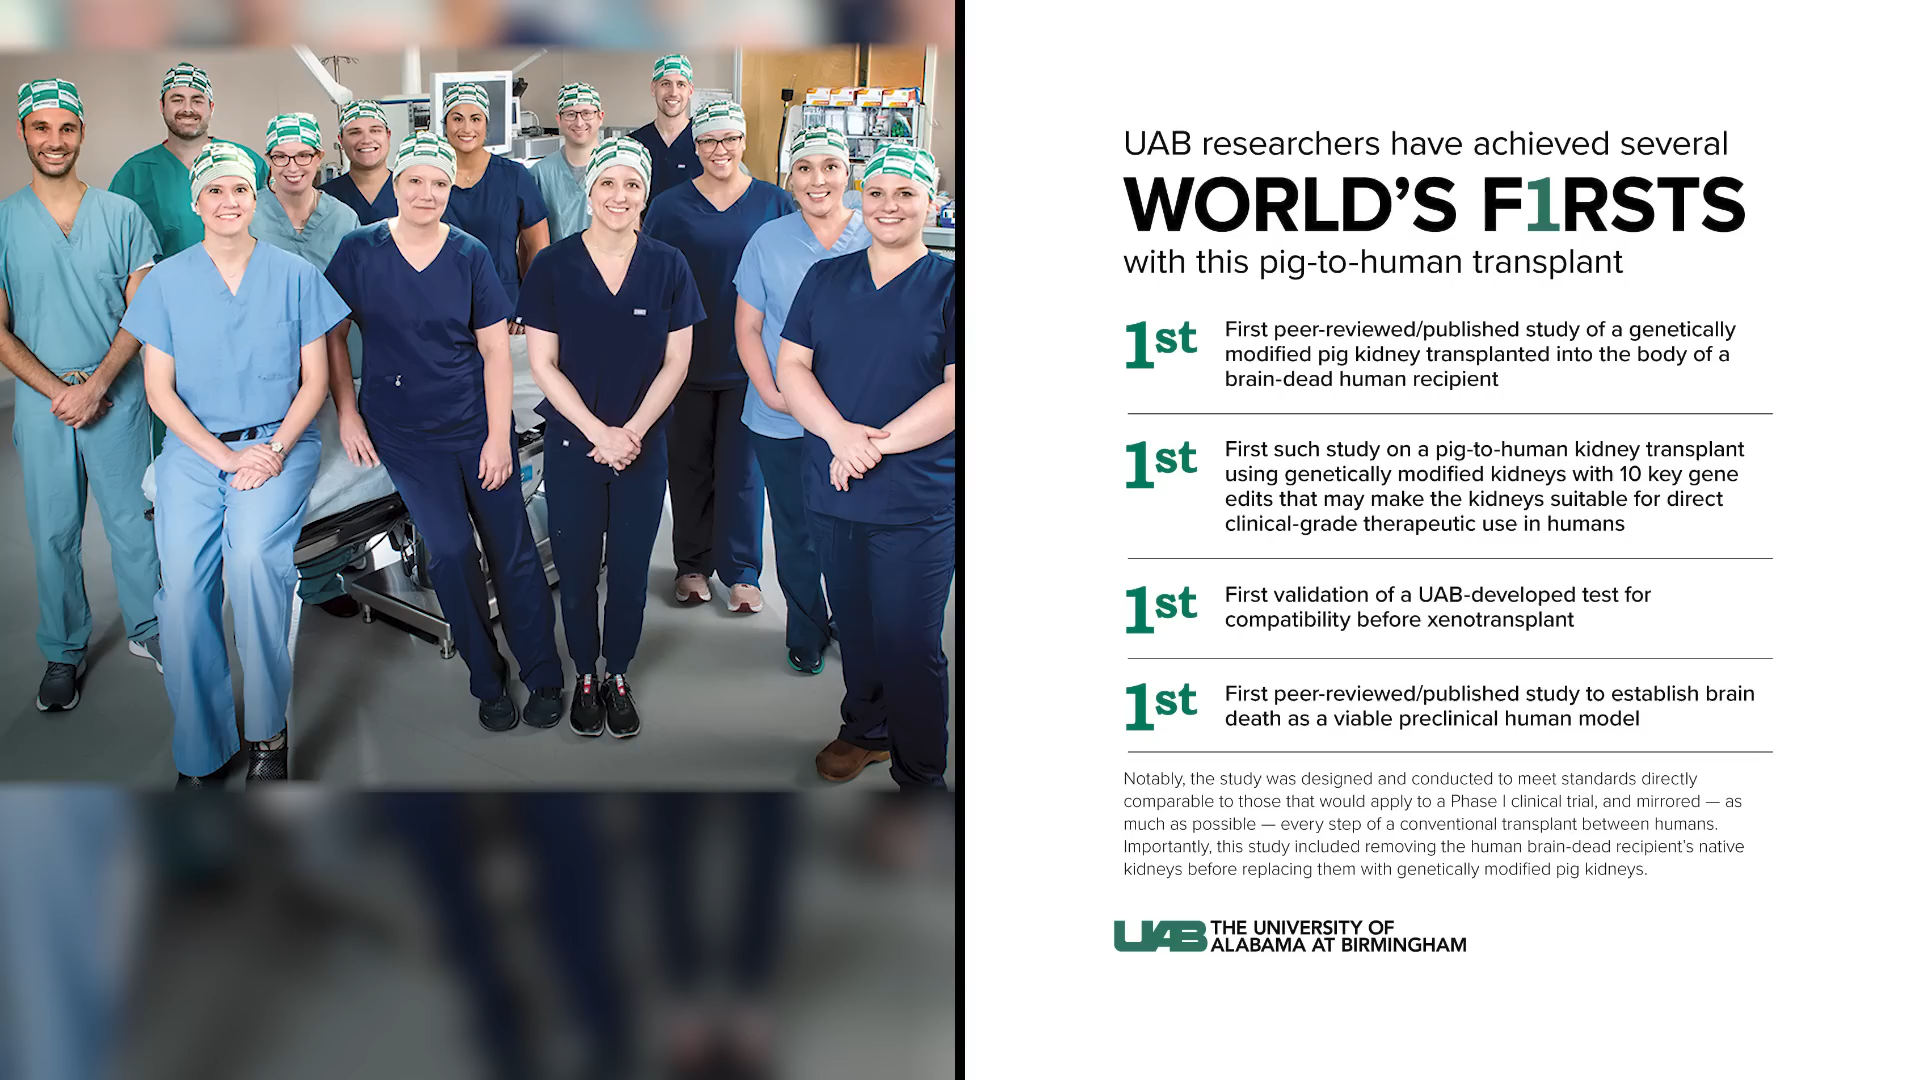 UAB researchers have achieved several
WORLD’S F1RSTS
with this pig-to-human transplant
1st
First peer-reviewed/published study of a genetically
modified pig kidney transplanted into the body of a
brain-dead human recipient
1st
First such study on a pig-to-human kidney transplant
using genetically modified kidneys with 10 key gene
edits that may make the kidneys suitable for direct
clinical-grade therapeutic use in humans
1st
First validation of a UAB-developed test for
compatibility before xenotransplant
1st
First peer-reviewed/published study to establish brain
death as a viable preclinical human model
Notably, the study was designed and conducted to meet standards directly
comparable to those that would apply to a Phase I clinical trial, and mirrored — as
much as possible — every step of a conventional transplant between humans.
Importantly, this study included removing the human brain-dead recipient’s native
kidneys before replacing them with genetically modified pig kidneys.
UAB THE UNIVERSITY OF
ALABAMA AT BIRMINGHAM